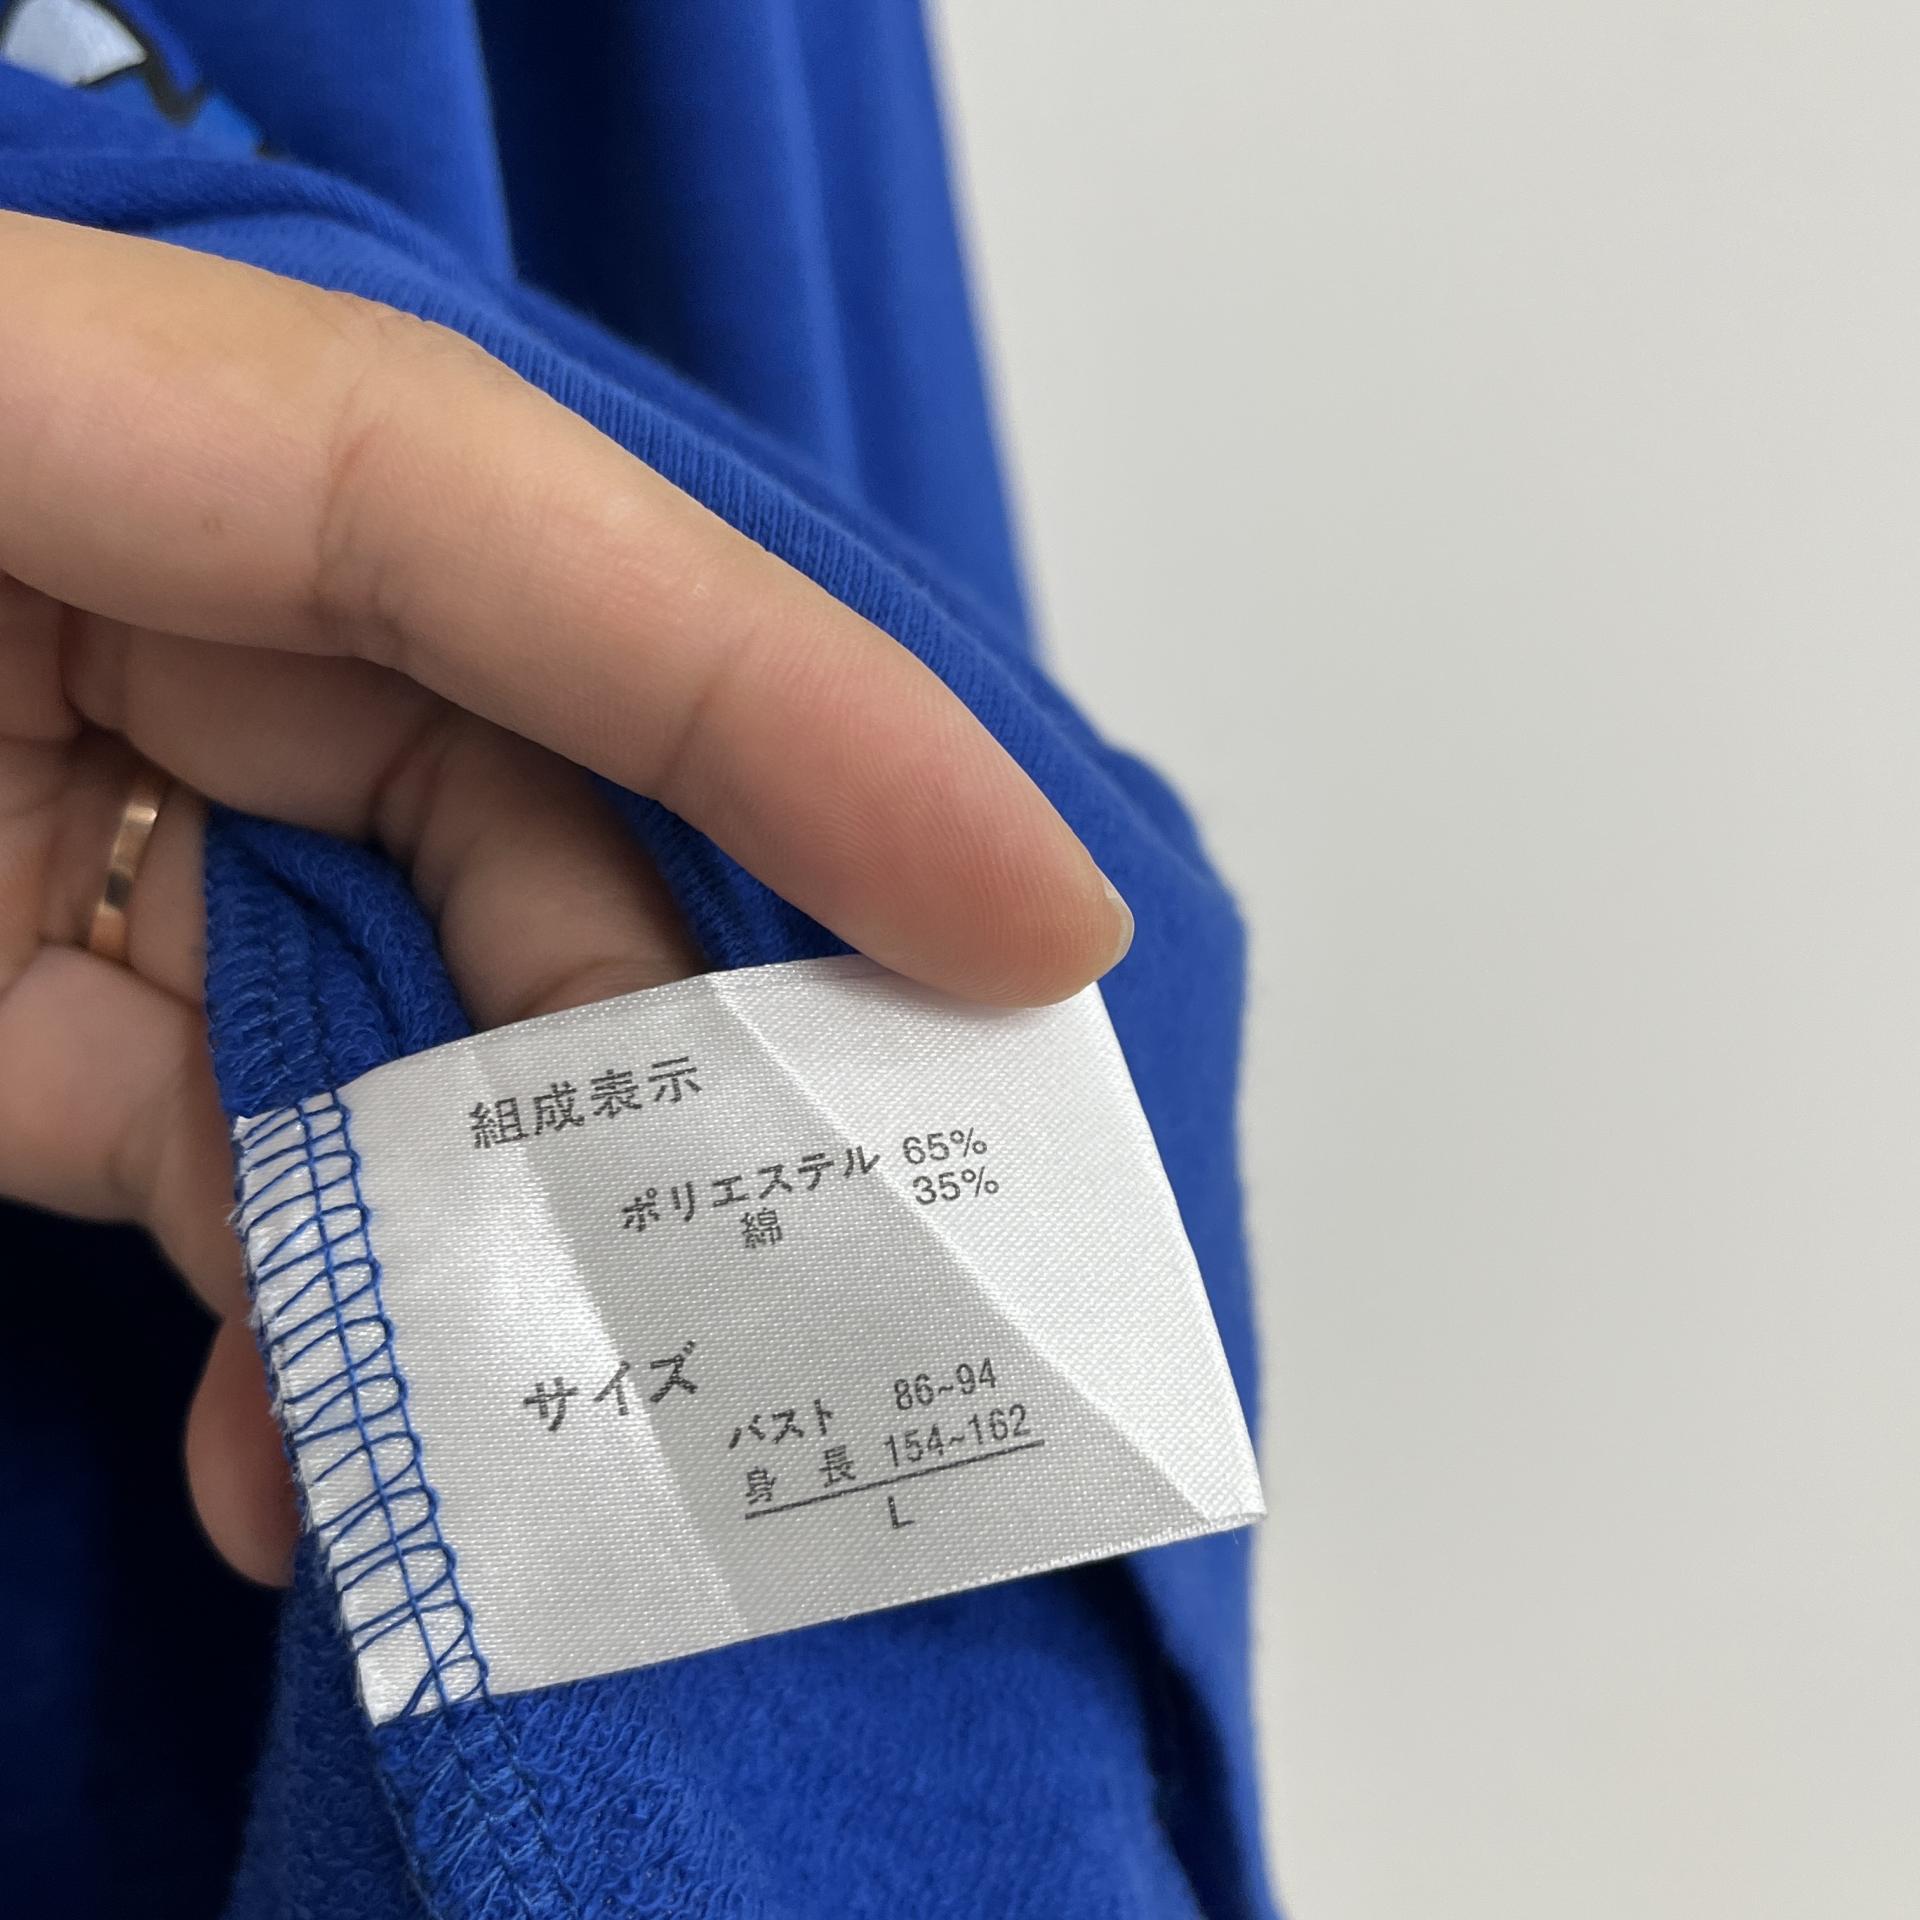 組成表示
ポリエステル 65%
綿 35%
サイズ
バスト 86~94
身 長 154~162
L